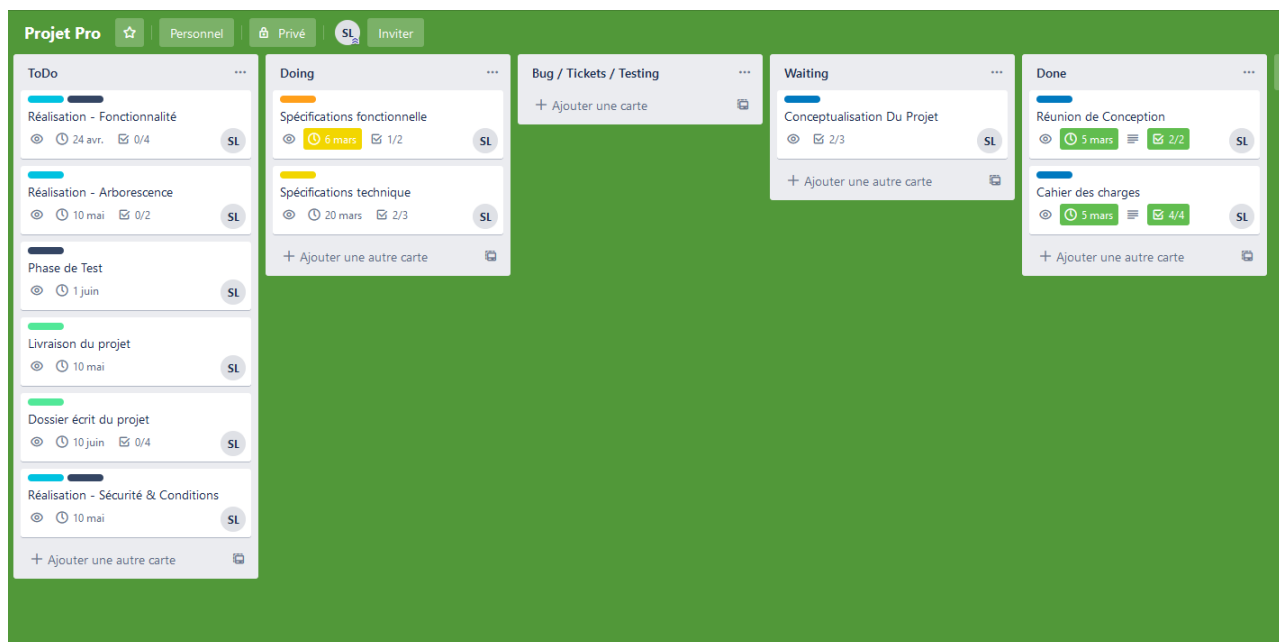 Projet Pro Personnel Privé SL Inviter
ToDo
Réalisation - Fonctionnalité
24 avr. 0/4 SL
Réalisation - Arborescence
10 mai 0/2 SL
Phase de Test
1 juin SL
Livraison du projet
10 mai SL
Dossier écrit du projet
10 juin 0/4 SL
Réalisation - Sécurité & Conditions
10 mai SL
+ Ajouter une autre carte
Doing
Spécifications fonctionnelle
6 mars 1/2 SL
Spécifications technique
20 mars 2/3 SL
+ Ajouter une autre carte
Bug / Tickets / Testing
+ Ajouter une carte
Waiting
Conceptualisation Du Projet
2/3 SL
+ Ajouter une autre carte
Done
Réunion de Conception
5 mars 2/2 SL
Cahier des charges
5 mars 4/4 SL
+ Ajouter une autre carte